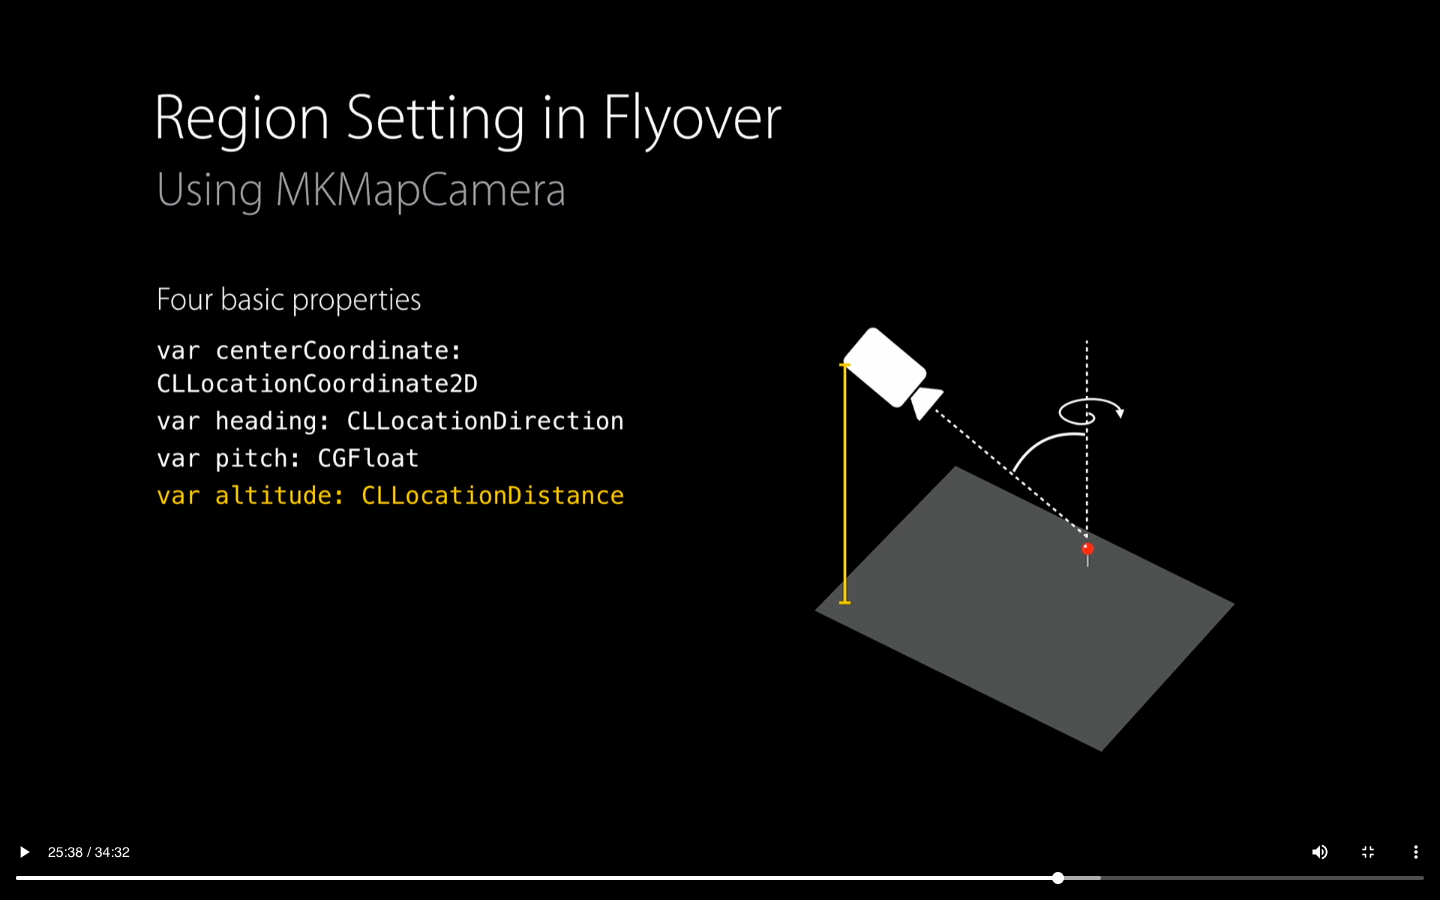 Region Setting in Flyover
Using MKMapCamera
Four basic properties
var centerCoordinate:
CLLocationCoordinate2D
var heading: CLLocationDirection
var pitch: CGFloat
var altitude: CLLocationDistance
25:38 / 34:32